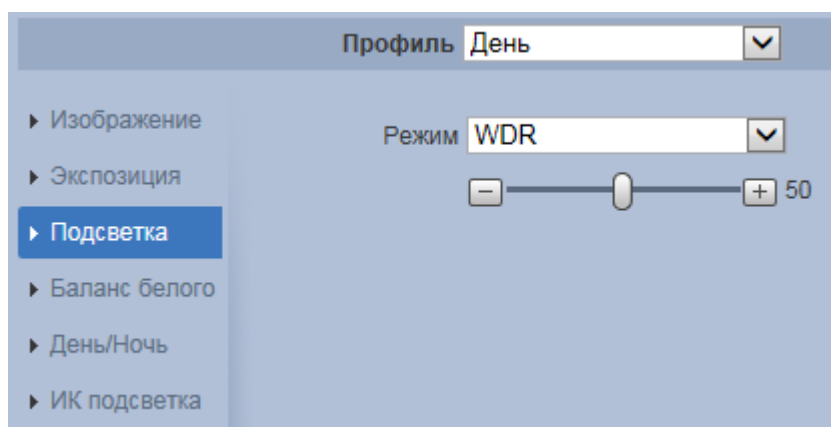 Профиль День
Изображение
Экспозиция
Подсветка
Баланс белого
День/Ночь
ИК подсветка
Режим WDR
50